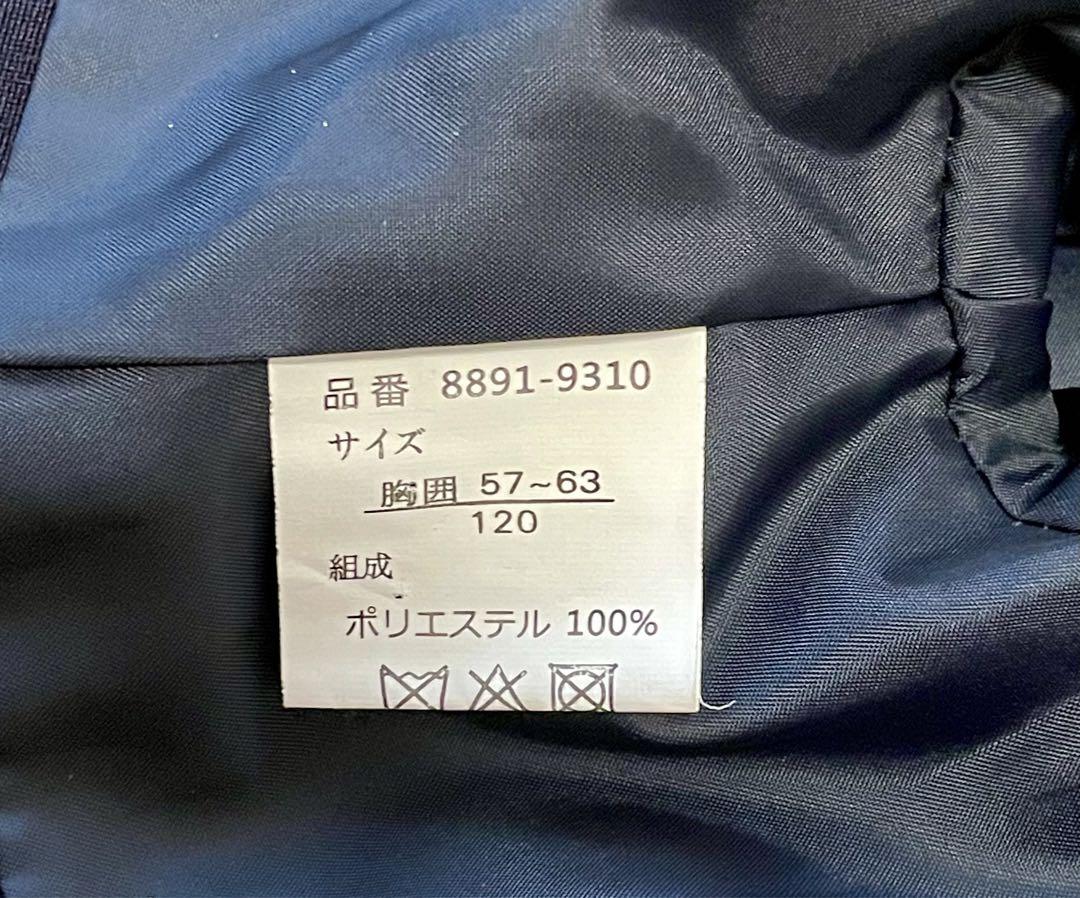 品番 8891-9310
サイズ
胸囲 57~63
120
組成
ポリエステル 100%